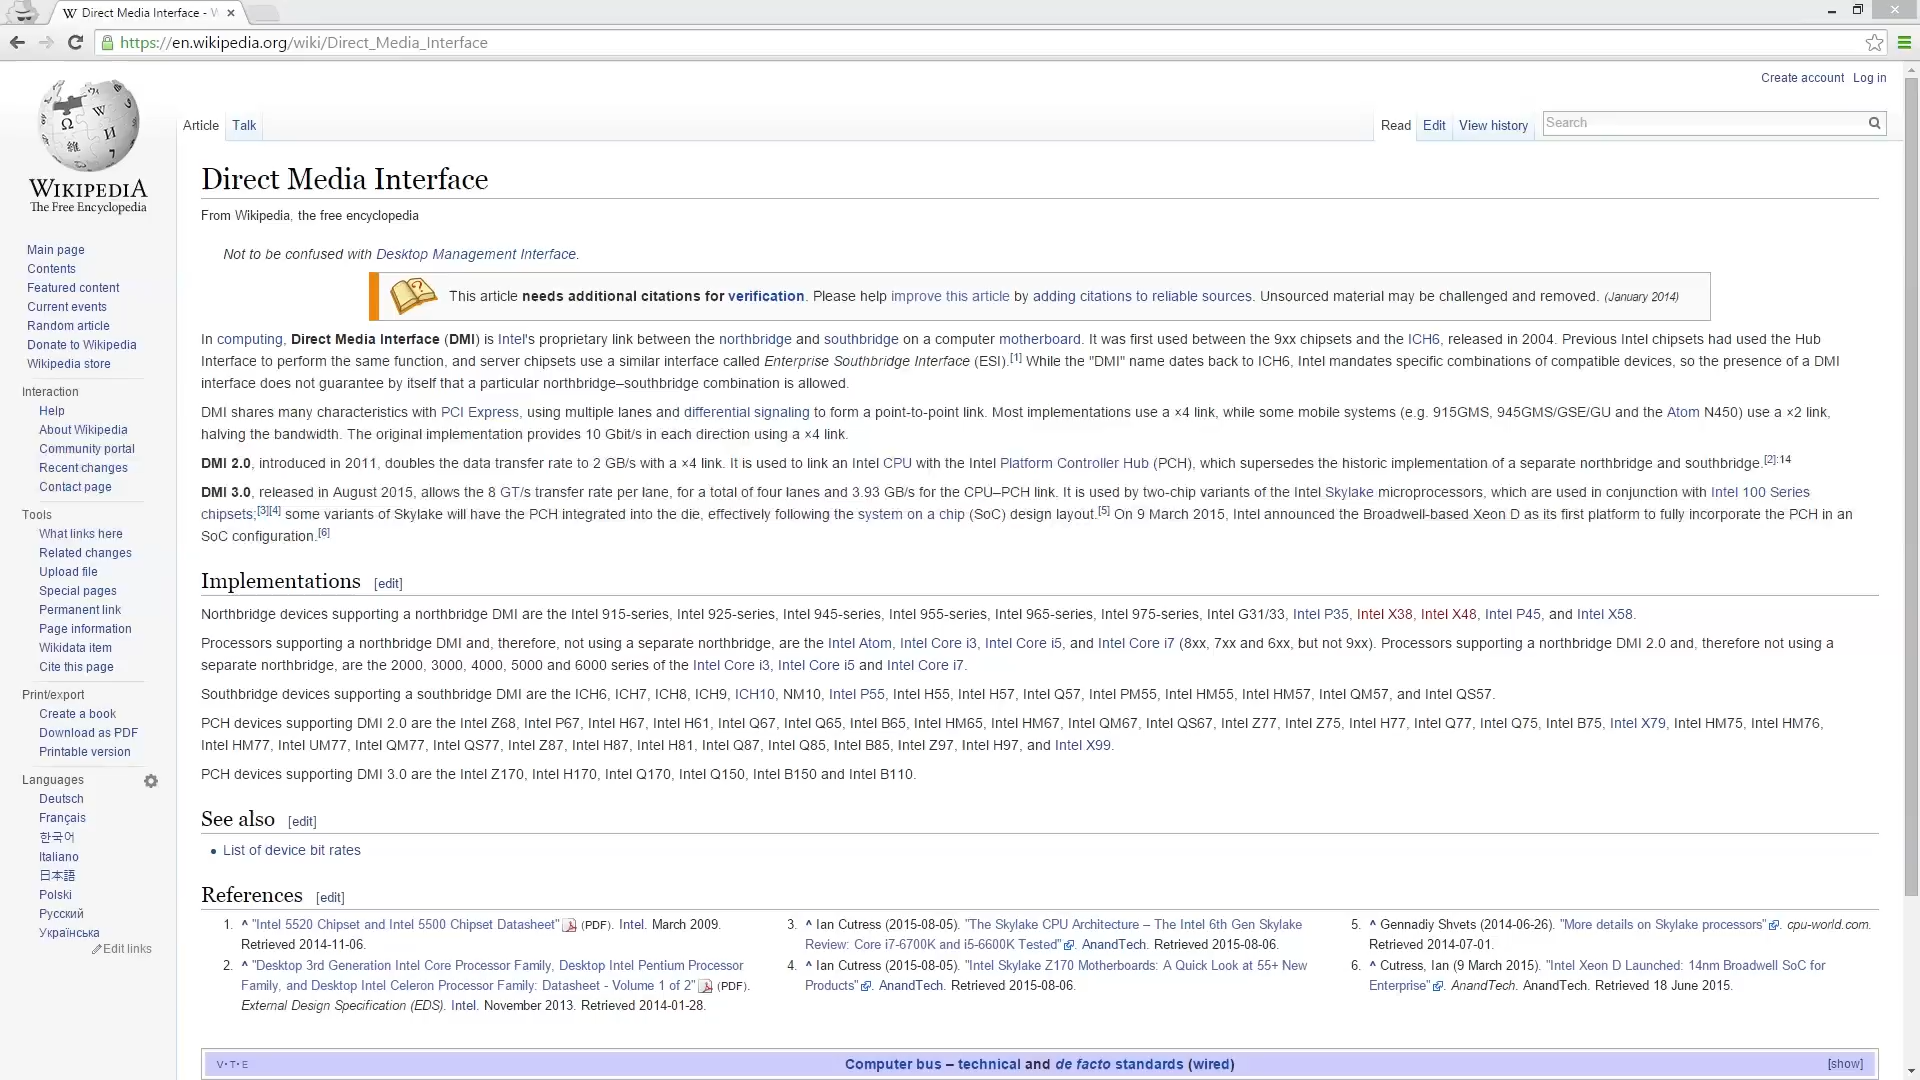 Direct Media Interface - W
https://en.wikipedia.org/wiki/Direct_Media_Interface
Create account Log in
Article Talk Read Edit View history Search
WIKIPEDIA
The Free Encyclopedia
Main page
Contents
Featured content
Current events
Random article
Donate to Wikipedia
Wikipedia store
Interaction
Help
About Wikipedia
Community portal
Recent changes
Contact page
Tools
What links here
Related changes
Upload file
Special pages
Permanent link
Page information
Wikidata item
Cite this page
Print/export
Create a book
Download as PDF
Printable version
Languages
Deutsch
Français
한국어
Italiano
日本語
Polski
Русский
Українська
Edit links
Direct Media Interface
From Wikipedia, the free encyclopedia
Not to be confused with Desktop Management Interface.
This article needs additional citations for verification. Please help improve this article by adding citations to reliable sources. Unsourced material may be challenged and removed. (January 2014)
In computing, Direct Media Interface (DMI) is Intel's proprietary link between the northbridge and southbridge on a computer motherboard. It was first used between the 9xx chipsets and the ICH6, released in 2004. Previous Intel chipsets had used the Hub
Interface to perform the same function, and server chipsets use a similar interface called Enterprise Southbridge Interface (ESI).[1] While the "DMI" name dates back to ICH6, Intel mandates specific combinations of compatible devices, so the presence of a DMI
interface does not guarantee by itself that a particular northbridge–southbridge combination is allowed.
DMI shares many characteristics with PCI Express, using multiple lanes and differential signaling to form a point-to-point link. Most implementations use a ×4 link, while some mobile systems (e.g. 915GMS, 945GMS/GSE/GU and the Atom N450) use a ×2 link,
halving the bandwidth. The original implementation provides 10 Gbit/s in each direction using a ×4 link.
DMI 2.0, introduced in 2011, doubles the data transfer rate to 2 GB/s with a ×4 link. It is used to link an Intel CPU with the Intel Platform Controller Hub (PCH), which supersedes the historic implementation of a separate northbridge and southbridge.[2]:14
DMI 3.0, released in August 2015, allows the 8 GT/s transfer rate per lane, for a total of four lanes and 3.93 GB/s for the CPU–PCH link. It is used by two-chip variants of the Intel Skylake microprocessors, which are used in conjunction with Intel 100 Series
chipsets;[3][4] some variants of Skylake will have the PCH integrated into the die, effectively following the system on a chip (SoC) design layout.[5] On 9 March 2015, Intel announced the Broadwell-based Xeon D as its first platform to fully incorporate the PCH in an
SoC configuration.[6]
Implementations [edit]
Northbridge devices supporting a northbridge DMI are the Intel 915-series, Intel 925-series, Intel 945-series, Intel 955-series, Intel 965-series, Intel 975-series, Intel G31/33, Intel P35, Intel X38, Intel X48, Intel P45, and Intel X58.
Processors supporting a northbridge DMI and, therefore, not using a separate northbridge, are the Intel Atom, Intel Core i3, Intel Core i5, and Intel Core i7 (8xx, 7xx and 6xx, but not 9xx). Processors supporting a northbridge DMI 2.0 and, therefore not using a
separate northbridge, are the 2000, 3000, 4000, 5000 and 6000 series of the Intel Core i3, Intel Core i5 and Intel Core i7.
Southbridge devices supporting a southbridge DMI are the ICH6, ICH7, ICH8, ICH9, ICH10, NM10, Intel P55, Intel H55, Intel H57, Intel Q57, Intel PM55, Intel HM55, Intel HM57, Intel QM57, and Intel QS57.
PCH devices supporting DMI 2.0 are the Intel Z68, Intel P67, Intel H67, Intel H61, Intel Q67, Intel Q65, Intel B65, Intel HM65, Intel HM67, Intel QM67, Intel QS67, Intel Z77, Intel Z75, Intel H77, Intel Q77, Intel Q75, Intel B75, Intel X79, Intel HM75, Intel HM76,
Intel HM77, Intel UM77, Intel QM77, Intel QS77, Intel Z87, Intel H87, Intel H81, Intel Q87, Intel Q85, Intel B85, Intel Z97, Intel H97, and Intel X99.
PCH devices supporting DMI 3.0 are the Intel Z170, Intel H170, Intel Q170, Intel Q150, Intel B150 and Intel B110.
See also [edit]
• List of device bit rates
References [edit]
1. ^ "Intel 5520 Chipset and Intel 5500 Chipset Datasheet" (PDF). Intel. March 2009.
Retrieved 2014-11-06.
2. ^ "Desktop 3rd Generation Intel Core Processor Family, Desktop Intel Pentium Processor
Family, and Desktop Intel Celeron Processor Family: Datasheet - Volume 1 of 2" (PDF).
External Design Specification (EDS). Intel. November 2013. Retrieved 2014-01-28.
3. ^ Ian Cutress (2015-08-05). "The Skylake CPU Architecture – The Intel 6th Gen Skylake
Review: Core i7-6700K and i5-6600K Tested". AnandTech. Retrieved 2015-08-06.
4. ^ Ian Cutress (2015-08-05). "Intel Skylake Z170 Motherboards: A Quick Look at 55+ New
Products". AnandTech. Retrieved 2015-08-06.
5. ^ Gennadiy Shvets (2014-06-26). "More details on Skylake processors". cpu-world.com.
Retrieved 2014-07-01.
6. ^ Cutress, Ian (9 March 2015). "Intel Xeon D Launched: 14nm Broadwell SoC for
Enterprise". AnandTech. AnandTech. Retrieved 18 June 2015.
V·T·E Computer bus – technical and de facto standards (wired) [show]